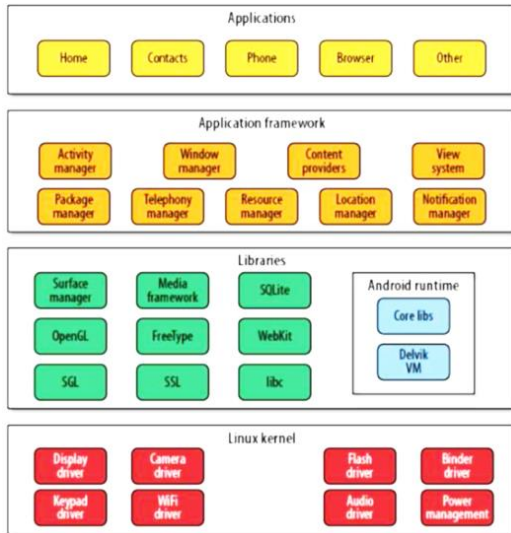 Applications
Home
Contacts
Phone
Browser
Other
Application framework
Activity
manager
Window
manager
Content
providers
View
system
Package
manager
Telephony
manager
Resource
manager
Location
manager
Notification
manager
Libraries
Surface
manager
Media
framework
SQLite
OpenGL
FreeType
WebKit
SGL
SSL
libc
Android runtime
Core libs
Delvik
VM
Linux kernel
Display
driver
Camera
driver
Flash
driver
Binder
driver
Keypad
driver
WiFi
driver
Audio
driver
Power
management